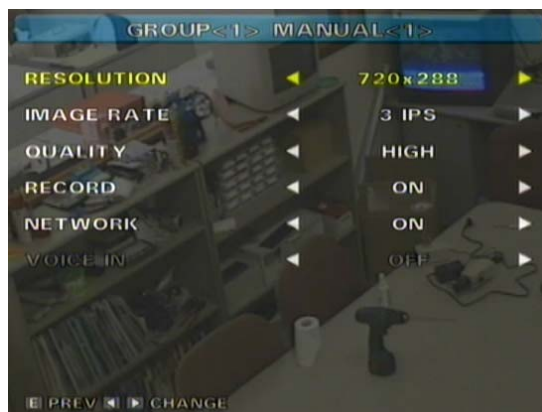 GROUP<1> MANUAL<1>
RESOLUTION ◀ 720x288 ▶
IMAGE RATE ◀ 3 IPS ▶
QUALITY ◀ HIGH ▶
RECORD ◀ ON ▶
NETWORK ◀ ON ▶
VOICE IN ◀ OFF ▶
E PREV ◀ ▶ CHANGE